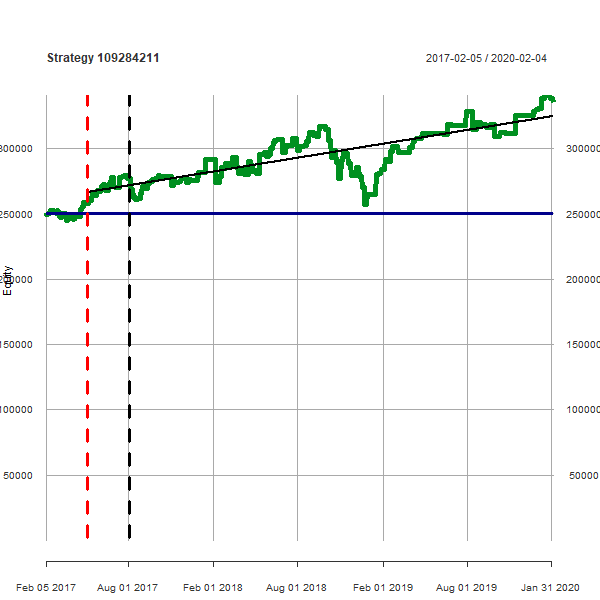 Strategy 109284211
2017-02-05 / 2020-02-04
300000
300000
250000
250000
200000
200000
Equity
150000
150000
100000
100000
50000
50000
Feb 05 2017
Aug 01 2017
Feb 01 2018
Aug 01 2018
Feb 01 2019
Aug 01 2019
Jan 31 2020